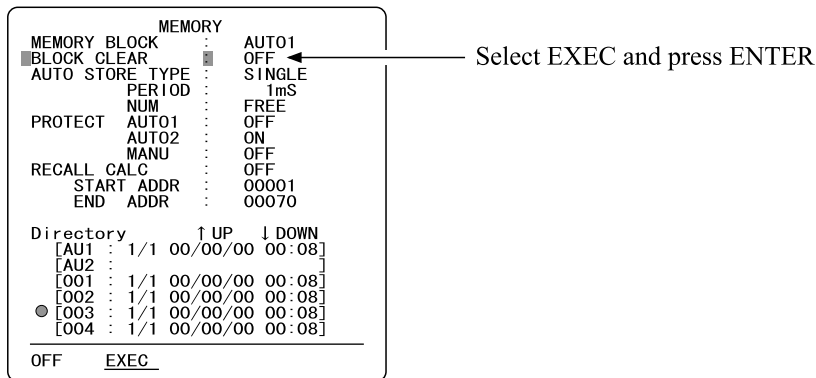 MEMORY
MEMORY BLOCK : AUTO1
BLOCK CLEAR : OFF
AUTO STORE TYPE : SINGLE
PERIOD : 1mS
NUM : FREE
PROTECT AUTO1 : OFF
AUTO2 : ON
MANU : OFF
RECALL CALC : OFF
START ADDR : 00001
END ADDR : 00070
Directory ↑UP ↓DOWN
[AU1 : 1/1 00/00/00 00:08]
[AU2 : ]
[001 : 1/1 00/00/00 00:08]
[002 : 1/1 00/00/00 00:08]
[003 : 1/1 00/00/00 00:08]
[004 : 1/1 00/00/00 00:08]
OFF EXEC
Select EXEC and press ENTER